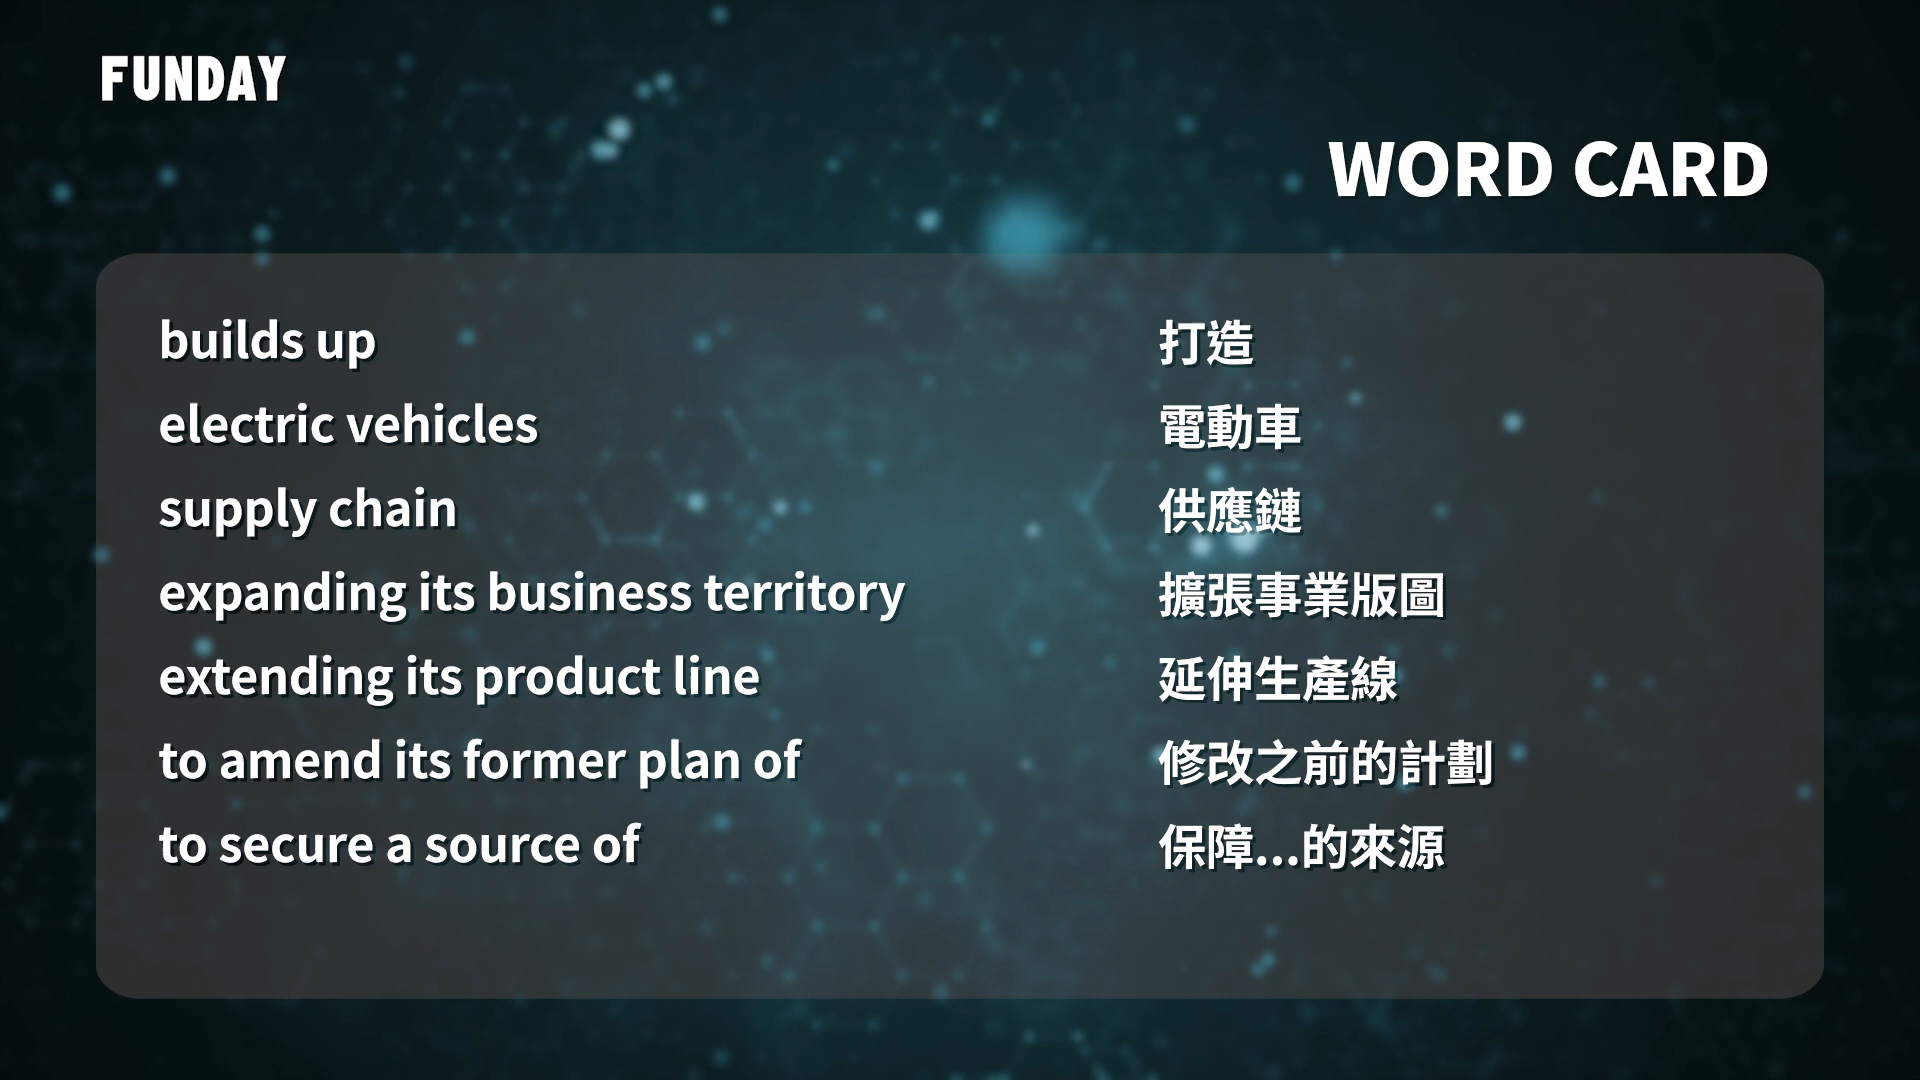 FUNDAY
WORD CARD
builds up 打造
electric vehicles 電動車
supply chain 供應鏈
expanding its business territory 擴張事業版圖
extending its product line 延伸生產線
to amend its former plan of 修改之前的計劃
to secure a source of 保障...的來源